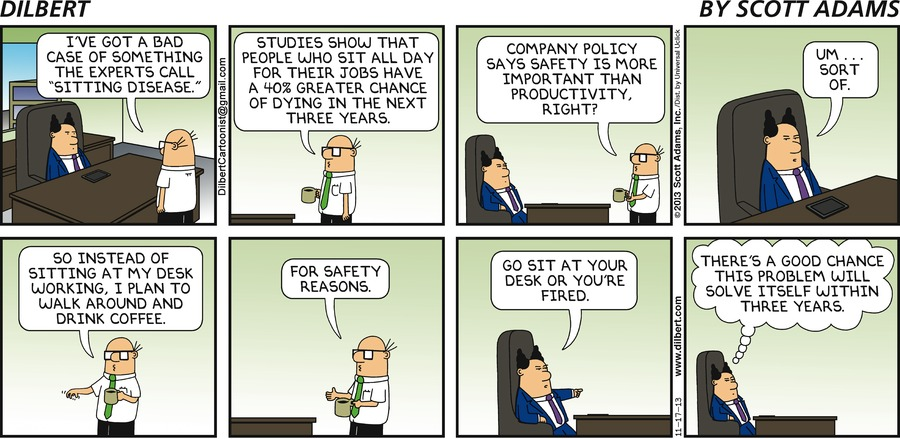 DILBERT
BY SCOTT ADAMS
I'VE GOT A BAD
CASE OF SOMETHING
THE EXPERTS CALL
"SITTING DISEASE."
DilbertCartoonist@gmail.com
STUDIES SHOW THAT
PEOPLE WHO SIT ALL DAY
FOR THEIR JOBS HAVE
A 40% GREATER CHANCE
OF DYING IN THE NEXT
THREE YEARS.
COMPANY POLICY
SAYS SAFETY IS MORE
IMPORTANT THAN
PRODUCTIVITY,
RIGHT?
©2013 Scott Adams, Inc./Dist. by Universal Uclick
UM ...
SORT
OF.
SO INSTEAD OF
SITTING AT MY DESK
WORKING, I PLAN TO
WALK AROUND AND
DRINK COFFEE.
FOR SAFETY
REASONS.
GO SIT AT YOUR
DESK OR YOU'RE
FIRED.
11-17-13 www.dilbert.com
THERE'S A GOOD CHANCE
THIS PROBLEM WILL
SOLVE ITSELF WITHIN
THREE YEARS.